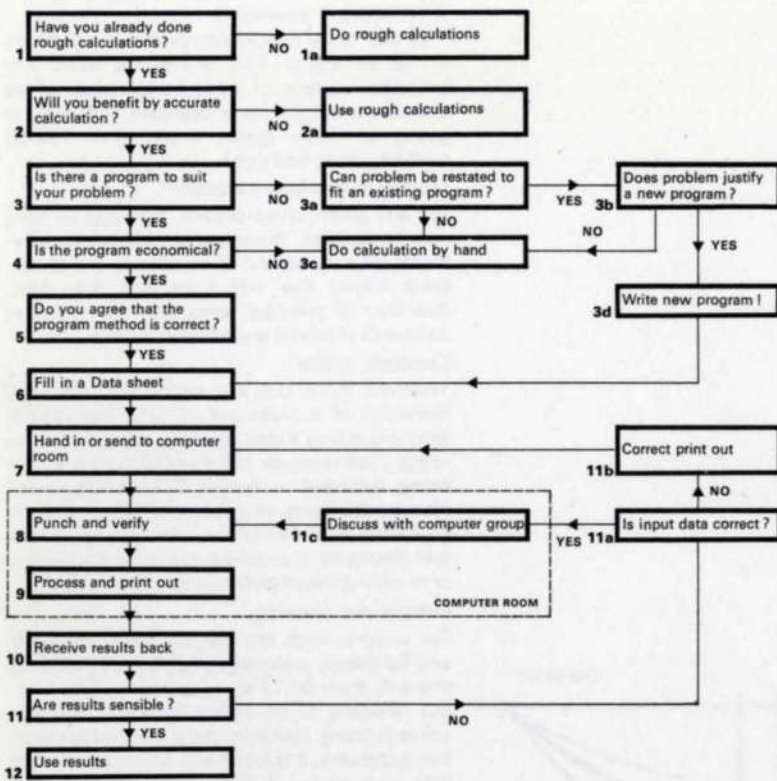 Have you already done
rough calculations?
1
NO
Do rough calculations
1a
YES
Will you benefit by accurate
calculation?
2
NO
Use rough calculations
2a
YES
Is there a program to suit
your problem?
3
NO
Can problem be restated to
fit an existing program?
3a
YES
Does problem justify
a new program?
3b
YES
NO
NO
YES
Is the program economical?
4
NO
Do calculation by hand
3c
YES
Write new program!
3d
Do you agree that the
program method is correct?
5
YES
Fill in a Data sheet
6
Hand in or send to computer
room
7
Correct print out
11b
NO
Punch and verify
8
Discuss with computer group
11c
YES
Is input data correct?
11a
Process and print out
9
COMPUTER ROOM
Receive results back
10
Are results sensible?
11
NO
YES
Use results
12